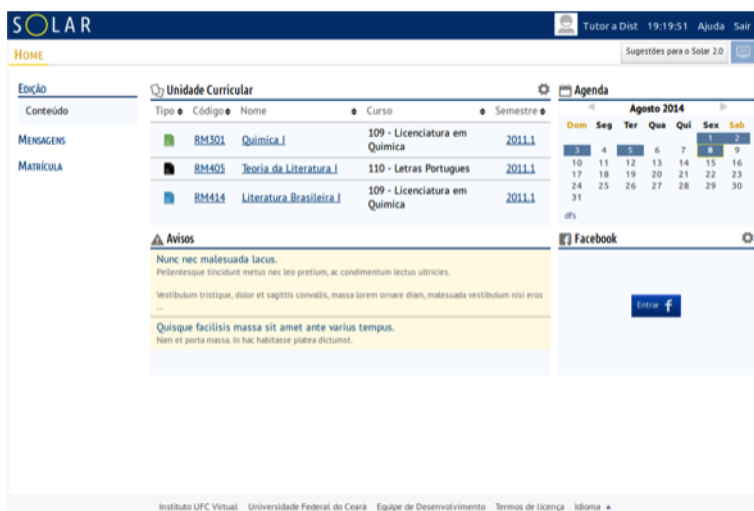 SOLAR
Tutor a Dist 19:19:51 Ajuda Sair
HOME
Sugestões para o Solar 2.0
EDIÇÃO
Conteúdo
MENSAGENS
MATRÍCULA
Unidade Curricular
Tipo Código Nome Curso Semestre
RM301 Quimica I 109 - Licenciatura em Quimica 2011.1
RM405 Teoria da Literatura I 110 - Letras Portugues 2011.1
RM414 Literatura Brasileira I 109 - Licenciatura em Quimica 2011.1
Avisos
Nunc nec malesuada lacus.
Pellentesque tincidunt metus nec leo pretium, ac condimentum lectus ultricies.
Vestibulum tristique, dolor et sagittis convallis, massa lorem ornare diam, malesuada vestibulum nisi eros
...
Quisque facilisis massa sit amet ante varius tempus.
Nam et porta massa. In hac habitasse platea dictumst.
Agenda
Agosto 2014
Dom Seg Ter Qua Qui Sex Sab
1 2
3 4 5 6 7 8 9
10 11 12 13 14 15 16
17 18 19 20 21 22 23
24 25 26 27 28 29 30
31
dfs
Facebook
Entrar f
Instituto UFC Virtual Universidade Federal do Ceará Equipe de Desenvolvimento Termos de licença Idioma